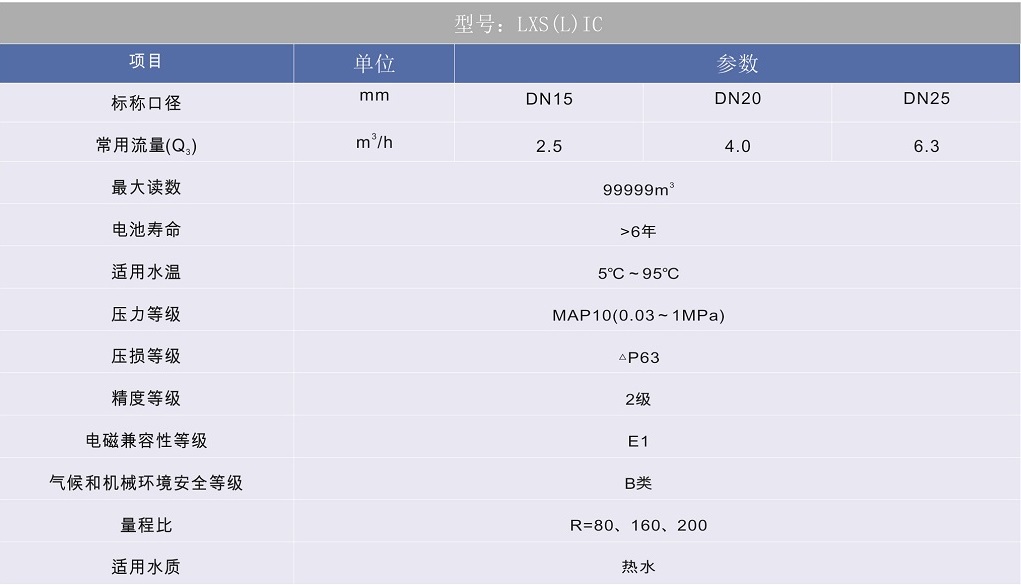 型号：LXS(L)IC
项目 单位 参数
标称口径 mm DN15 DN20 DN25
常用流量(Q₃) m³/h 2.5 4.0 6.3
最大读数 99999m³
电池寿命 >6年
适用水温 5℃～95℃
压力等级 MAP10(0.03～1MPa)
压损等级 △P63
精度等级 2级
电磁兼容性等级 E1
气候和机械环境安全等级 B类
量程比 R=80、160、200
适用水质 热水